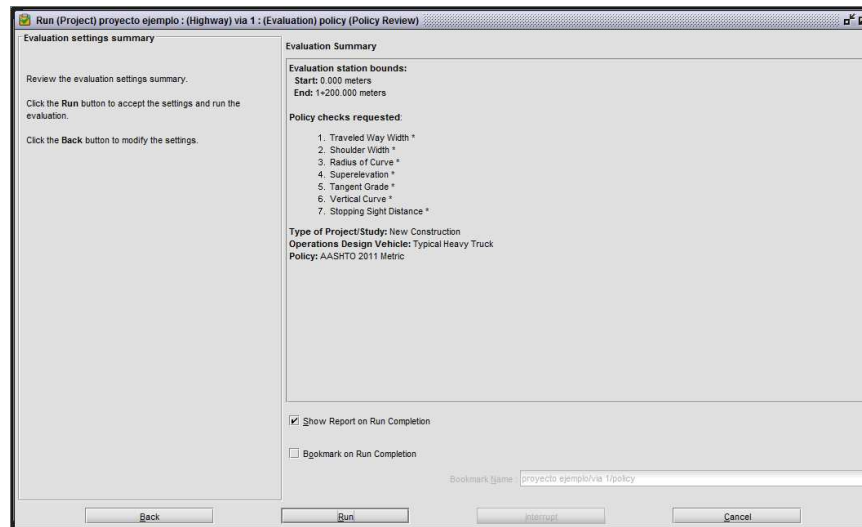 Run (Project) proyecto ejemplo : (Highway) via 1 : (Evaluation) policy (Policy Review)
Evaluation settings summary
Review the evaluation settings summary.
Click the Run button to accept the settings and run the
evaluation.
Click the Back button to modify the settings.
Evaluation Summary
Evaluation station bounds:
Start: 0.000 meters
End: 1+200.000 meters
Policy checks requested:
1. Traveled Way Width *
2. Shoulder Width *
3. Radius of Curve *
4. Superelevation *
5. Tangent Grade *
6. Vertical Curve *
7. Stopping Sight Distance *
Type of Project/Study: New Construction
Operations Design Vehicle: Typical Heavy Truck
Policy: AASHTO 2011 Metric
Show Report on Run Completion
Bookmark on Run Completion
Bookmark Name: proyecto ejemplo/via 1/policy
Back Run Interrupt Cancel